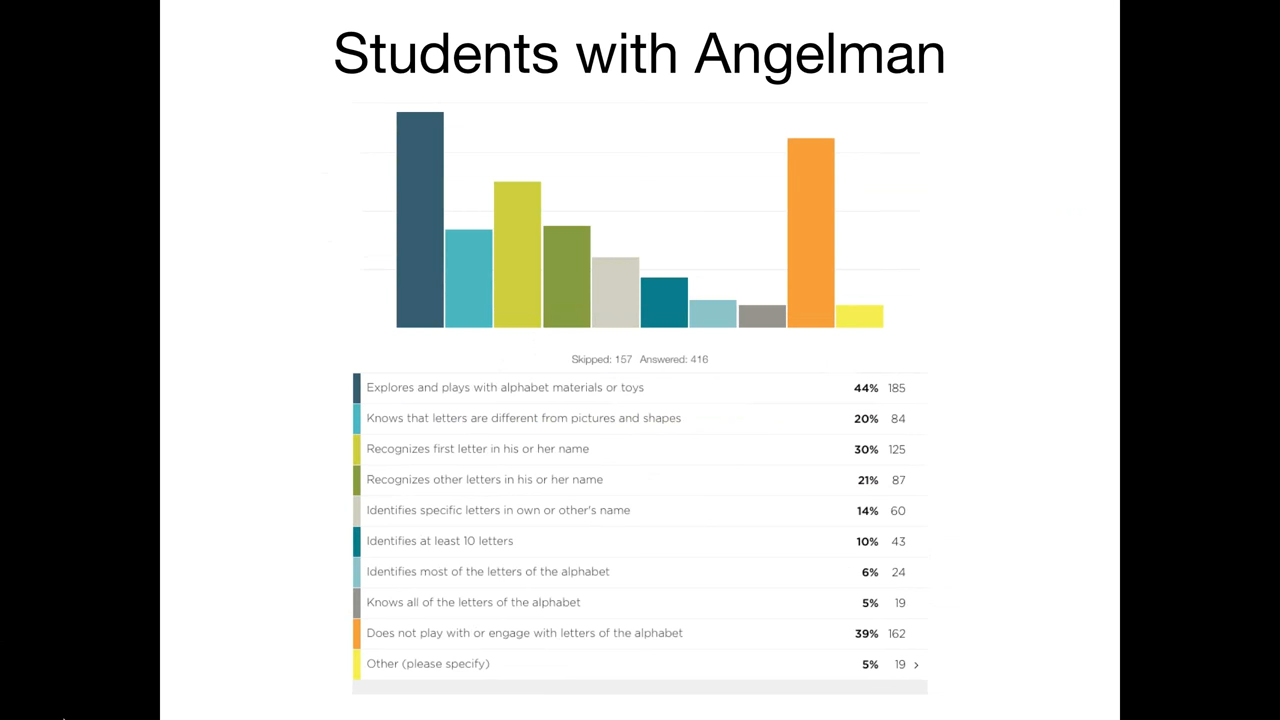 Students with Angelman
Skipped: 157 Answered: 416
Explores and plays with alphabet materials or toys 44% 185
Knows that letters are different from pictures and shapes 20% 84
Recognizes first letter in his or her name 30% 125
Recognizes other letters in his or her name 21% 87
Identifies specific letters in own or other's name 14% 60
Identifies at least 10 letters 10% 43
Identifies most of the letters of the alphabet 6% 24
Knows all of the letters of the alphabet 5% 19
Does not play with or engage with letters of the alphabet 39% 162
Other (please specify) 5% 19 >